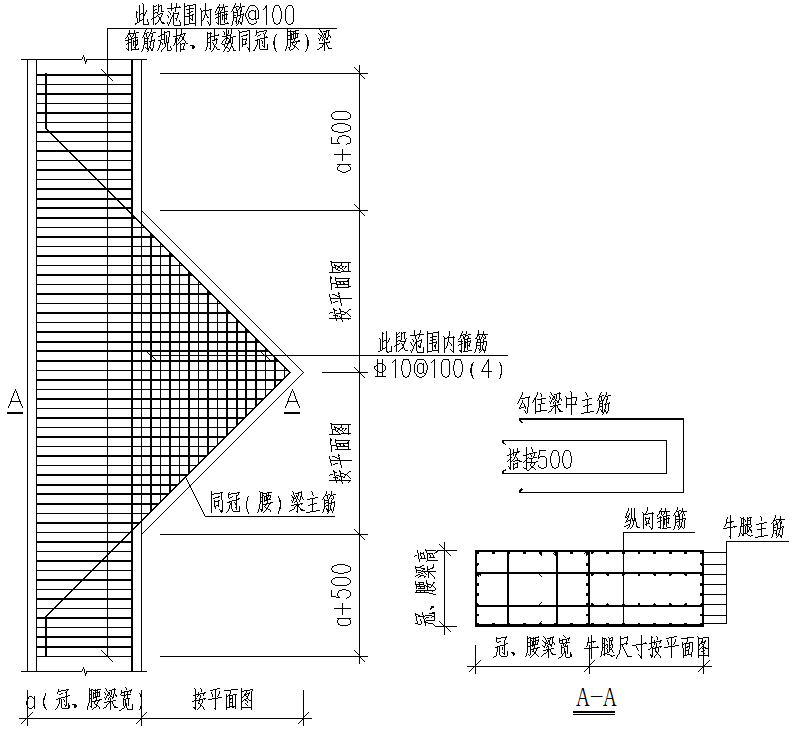 此段范围内箍筋@100
箍筋规格、肢数同冠(腰)梁
a+500
按平面图
此段范围内箍筋
⌽10@100(4)
A
A
按平面图
同冠(腰)梁主筋
a+500
a(冠、腰梁宽)
按平面图
勾住梁中主筋
搭接500
纵向箍筋
牛腿主筋
冠、腰梁高
冠、腰梁宽
牛腿尺寸按平面图
A-A